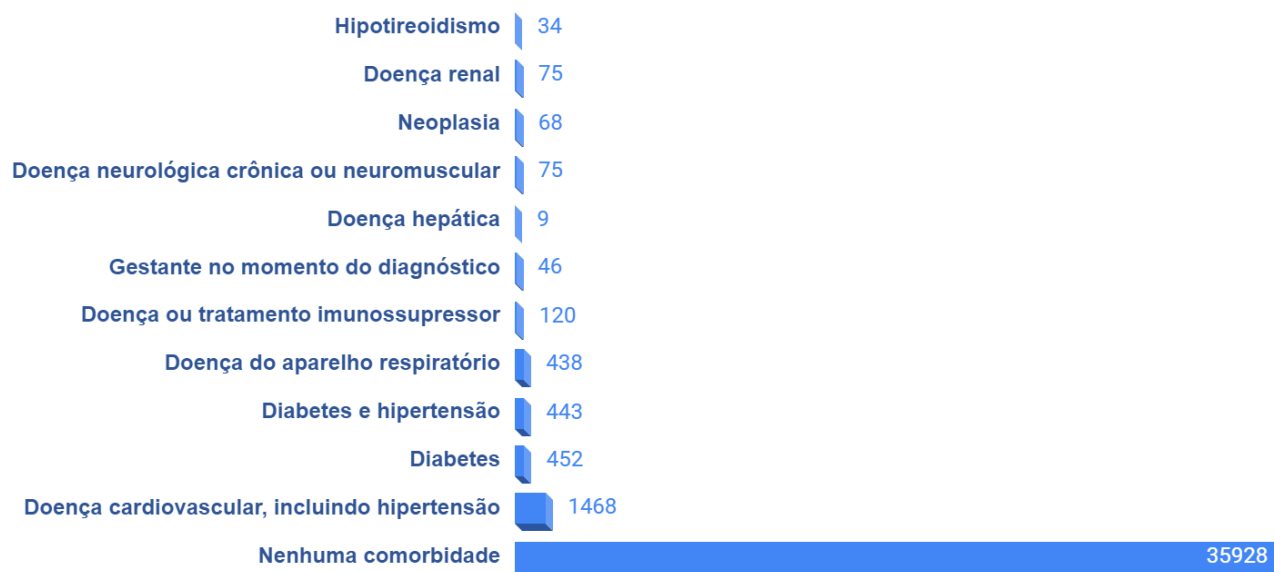 Hipotireoidismo 34
Doença renal 75
Neoplasia 68
Doença neurológica crônica ou neuromuscular 75
Doença hepática 9
Gestante no momento do diagnóstico 46
Doença ou tratamento imunossupressor 120
Doença do aparelho respiratório 438
Diabetes e hipertensão 443
Diabetes 452
Doença cardiovascular, incluindo hipertensão 1468
Nenhuma comorbidade 35928